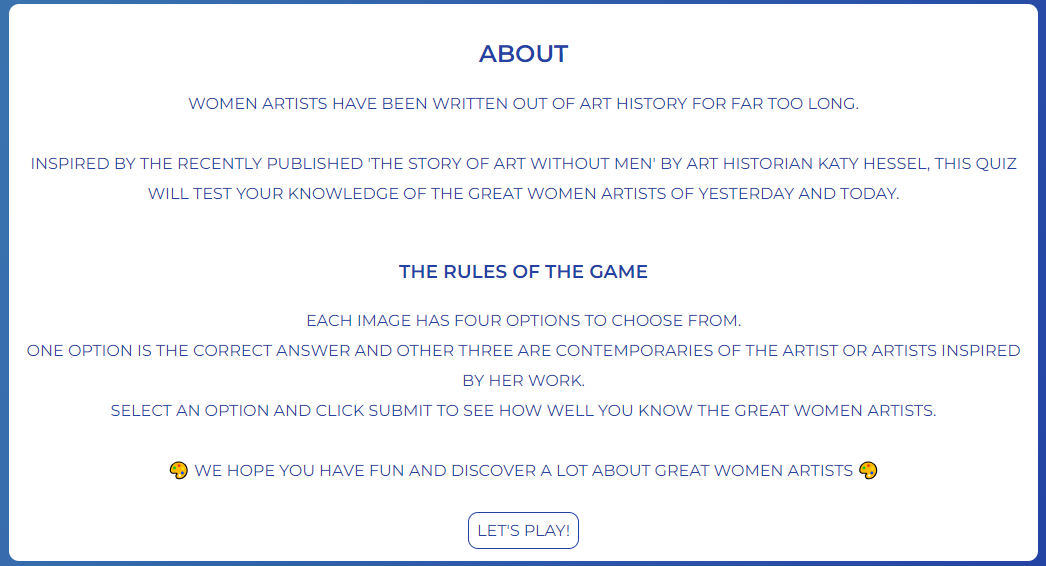 ABOUT
WOMEN ARTISTS HAVE BEEN WRITTEN OUT OF ART HISTORY FOR FAR TOO LONG.
INSPIRED BY THE RECENTLY PUBLISHED 'THE STORY OF ART WITHOUT MEN' BY ART HISTORIAN KATY HESSEL, THIS QUIZ
WILL TEST YOUR KNOWLEDGE OF THE GREAT WOMEN ARTISTS OF YESTERDAY AND TODAY.
THE RULES OF THE GAME
EACH IMAGE HAS FOUR OPTIONS TO CHOOSE FROM.
ONE OPTION IS THE CORRECT ANSWER AND OTHER THREE ARE CONTEMPORARIES OF THE ARTIST OR ARTISTS INSPIRED
BY HER WORK.
SELECT AN OPTION AND CLICK SUBMIT TO SEE HOW WELL YOU KNOW THE GREAT WOMEN ARTISTS.
🎨 WE HOPE YOU HAVE FUN AND DISCOVER A LOT ABOUT GREAT WOMEN ARTISTS 🎨
LET'S PLAY!